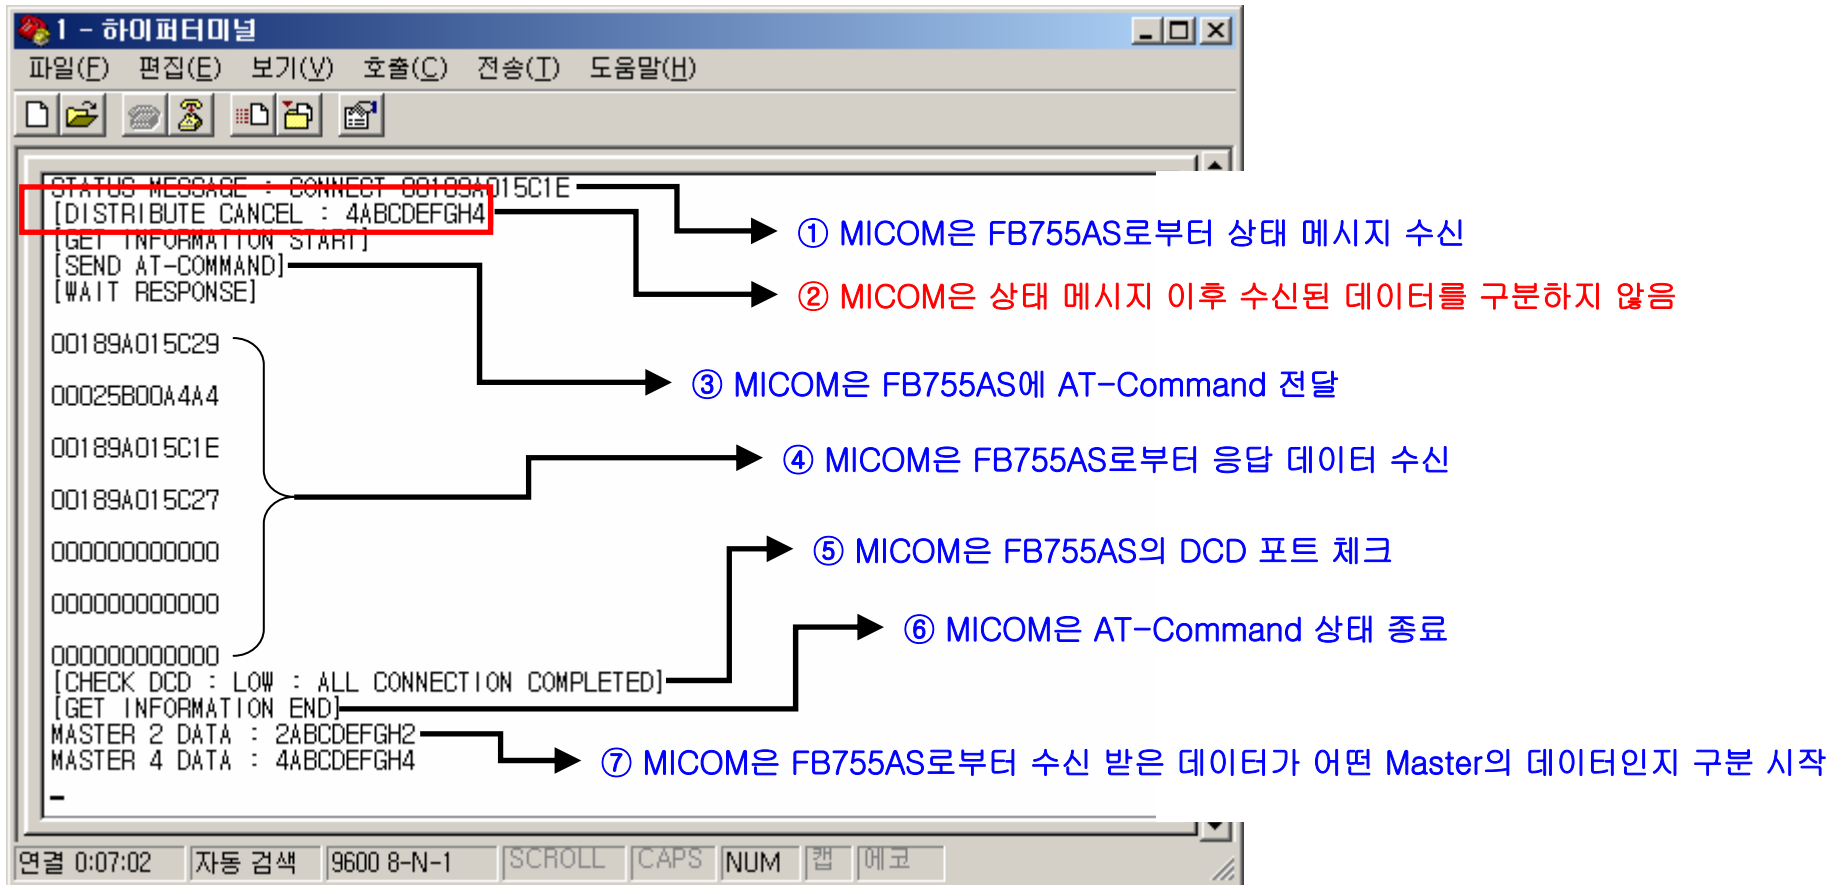 1 - 하이퍼터미널
파일(F) 편집(E) 보기(V) 호출(C) 전송(T) 도움말(H)
STATUS MESSAGE : CONNECT 00189A015C1E
[DISTRIBUTE CANCEL : 4ABCDEFGH4
[GET INFORMATION START]
[SEND AT-COMMAND]
[WAIT RESPONSE]
00189A015C29
00025B00A4A4
00189A015C1E
00189A015C27
000000000000
000000000000
000000000000
[CHECK DCD : LOW : ALL CONNECTION COMPLETED]
[GET INFORMATION END]
MASTER 2 DATA : 2ABCDEFGH2
MASTER 4 DATA : 4ABCDEFGH4
① MICOM은 FB755AS로부터 상태 메시지 수신
② MICOM은 상태 메시지 이후 수신된 데이터를 구분하지 않음
③ MICOM은 FB755AS에 AT-Command 전달
④ MICOM은 FB755AS로부터 응답 데이터 수신
⑤ MICOM은 FB755AS의 DCD 포트 체크
⑥ MICOM은 AT-Command 상태 종료
⑦ MICOM은 FB755AS로부터 수신 받은 데이터가 어떤 Master의 데이터인지 구분 시작
연결 0:07:02 자동 검색 9600 8-N-1 SCROLL CAPS NUM 캡 에코